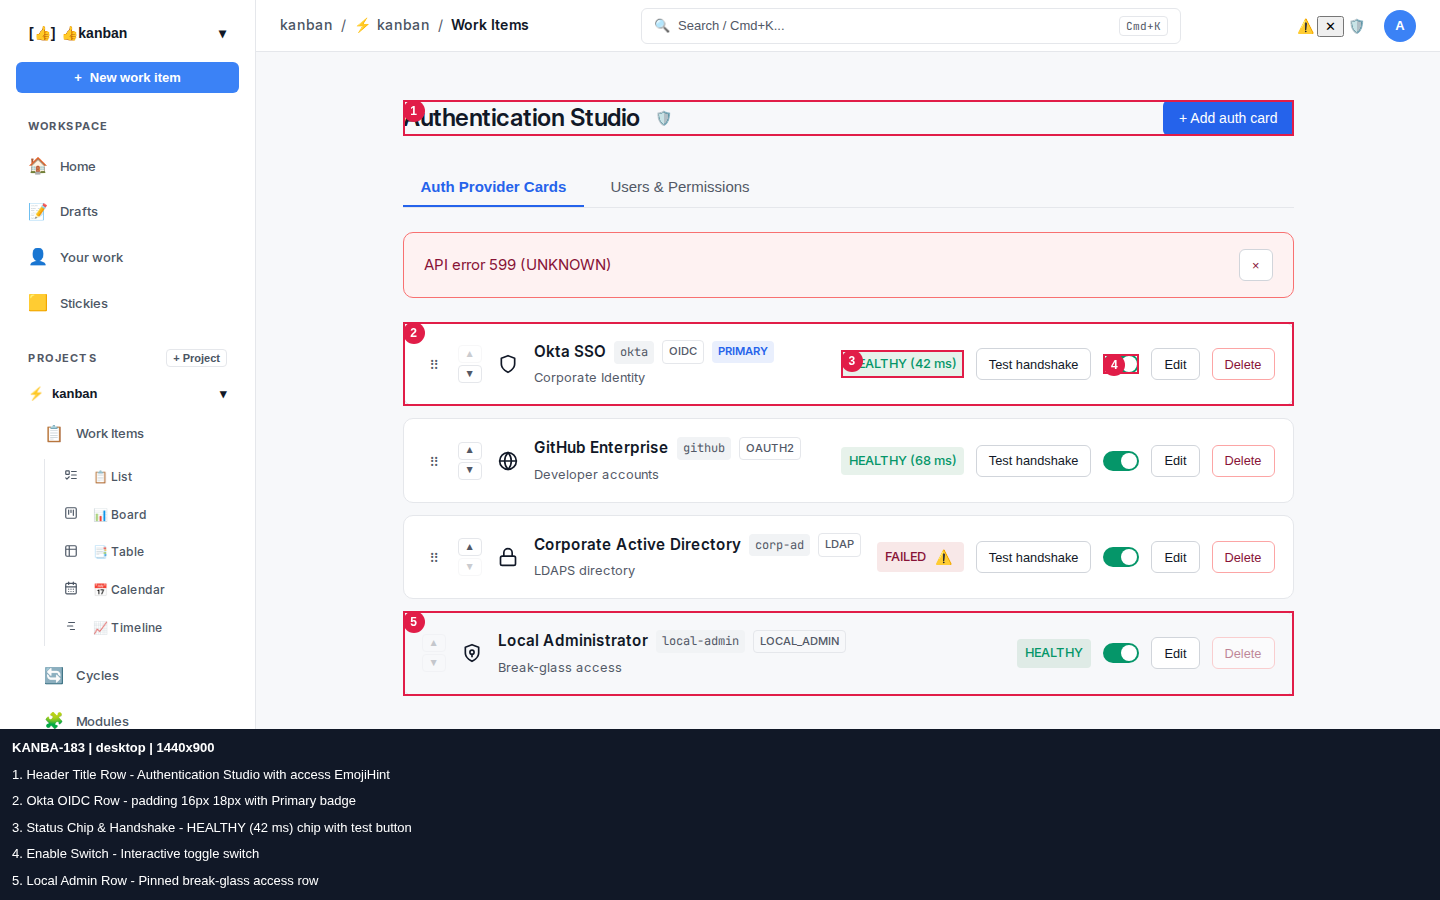 [👍] 👍kanban ▼
kanban / ⚡ kanban / Work Items
🔍 Search / Cmd+K... Cmd+K
⚠️ ✕ 🛡️ A
+ New work item
WORKSPACE
🏠 Home
📝 Drafts
👤 Your work
🟨 Stickies
PROJECTS + Project
⚡ kanban ▼
📋 Work Items
📋 List
📊 Board
📑 Table
📅 Calendar
📈 Timeline
🔄 Cycles
🧩 Modules
1
Authentication Studio 🛡️ + Add auth card
Auth Provider Cards Users & Permissions
API error 599 (UNKNOWN) ×
2
⠿ ▲ ▼ Okta SSO okta OIDC PRIMARY
Corporate Identity
3 HEALTHY (42 ms) Test handshake 4 Edit Delete
⠿ ▲ ▼ GitHub Enterprise github OAUTH2
Developer accounts
HEALTHY (68 ms) Test handshake Edit Delete
⠿ ▲ ▼ Corporate Active Directory corp-ad LDAP
LDAPS directory
FAILED ⚠️ Test handshake Edit Delete
5
▲ ▼ Local Administrator local-admin LOCAL_ADMIN
Break-glass access
HEALTHY Edit Delete
KANBA-183 | desktop | 1440x900
1. Header Title Row - Authentication Studio with access EmojiHint
2. Okta OIDC Row - padding 16px 18px with Primary badge
3. Status Chip & Handshake - HEALTHY (42 ms) chip with test button
4. Enable Switch - Interactive toggle switch
5. Local Admin Row - Pinned break-glass access row